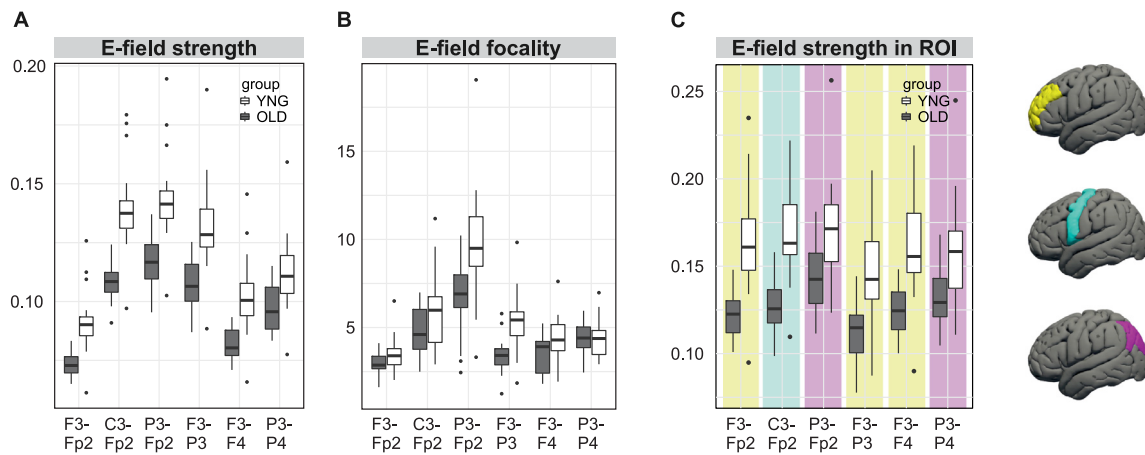 A
B
C
E-field strength
E-field focality
E-field strength in ROI
0.20
0.15
0.10
group
YNG
OLD
F3-Fp2
C3-Fp2
P3-Fp2
F3-P3
F3-F4
P3-P4
15
10
5
group
YNG
OLD
F3-Fp2
C3-Fp2
P3-Fp2
F3-P3
F3-F4
P3-P4
0.25
0.20
0.15
0.10
group
YNG
OLD
F3-Fp2
C3-Fp2
P3-Fp2
F3-P3
F3-F4
P3-P4